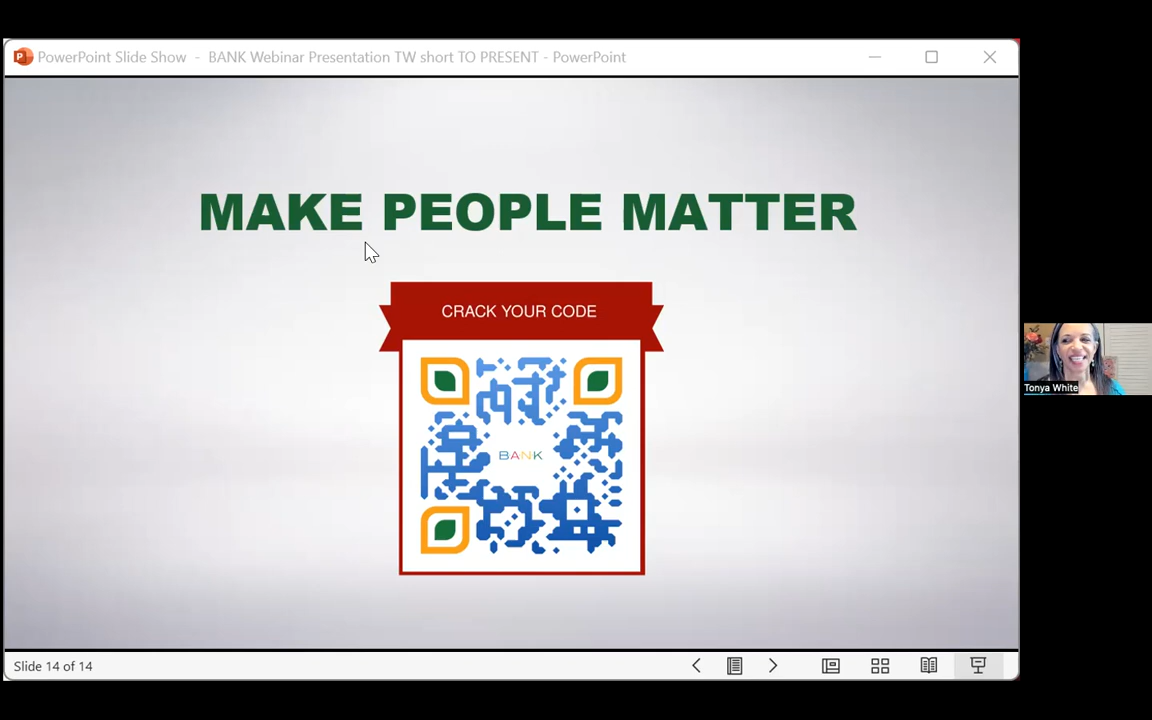 PowerPoint Slide Show - BANK Webinar Presentation TW short TO PRESENT - PowerPoint
MAKE PEOPLE MATTER
CRACK YOUR CODE
BANK
Tonya White
Slide 14 of 14